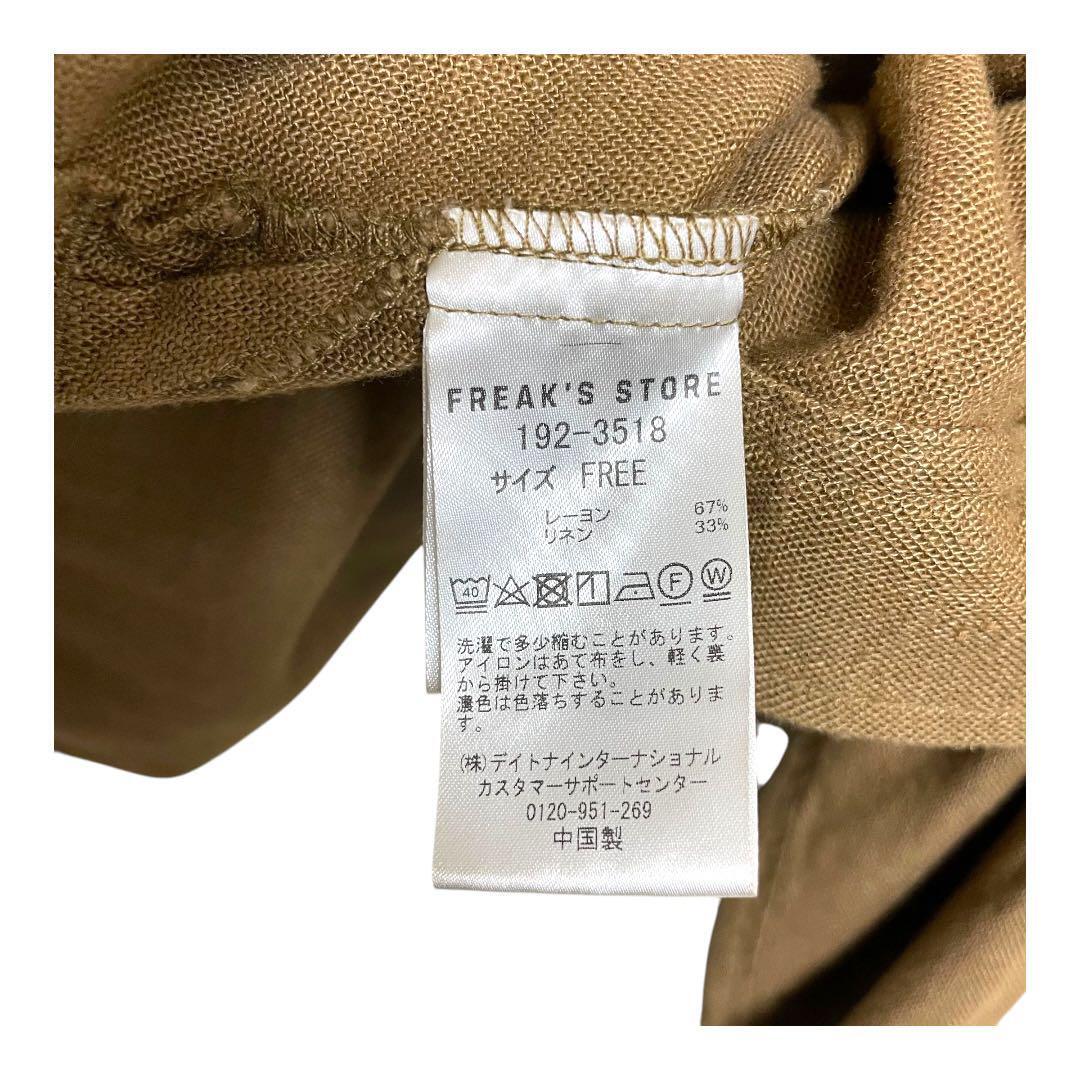 FREAK'S STORE
192-3518
サイズ FREE
レーヨン 67%
リネン 33%
40 F W
洗濯で多少縮むことがあります。
アイロンはあて布をし、軽く裏
から掛けて下さい。
濃色は色落ちすることがありま
す。
(株)デイトナインターナショナル
カスタマーサポートセンター
0120-951-269
中国製